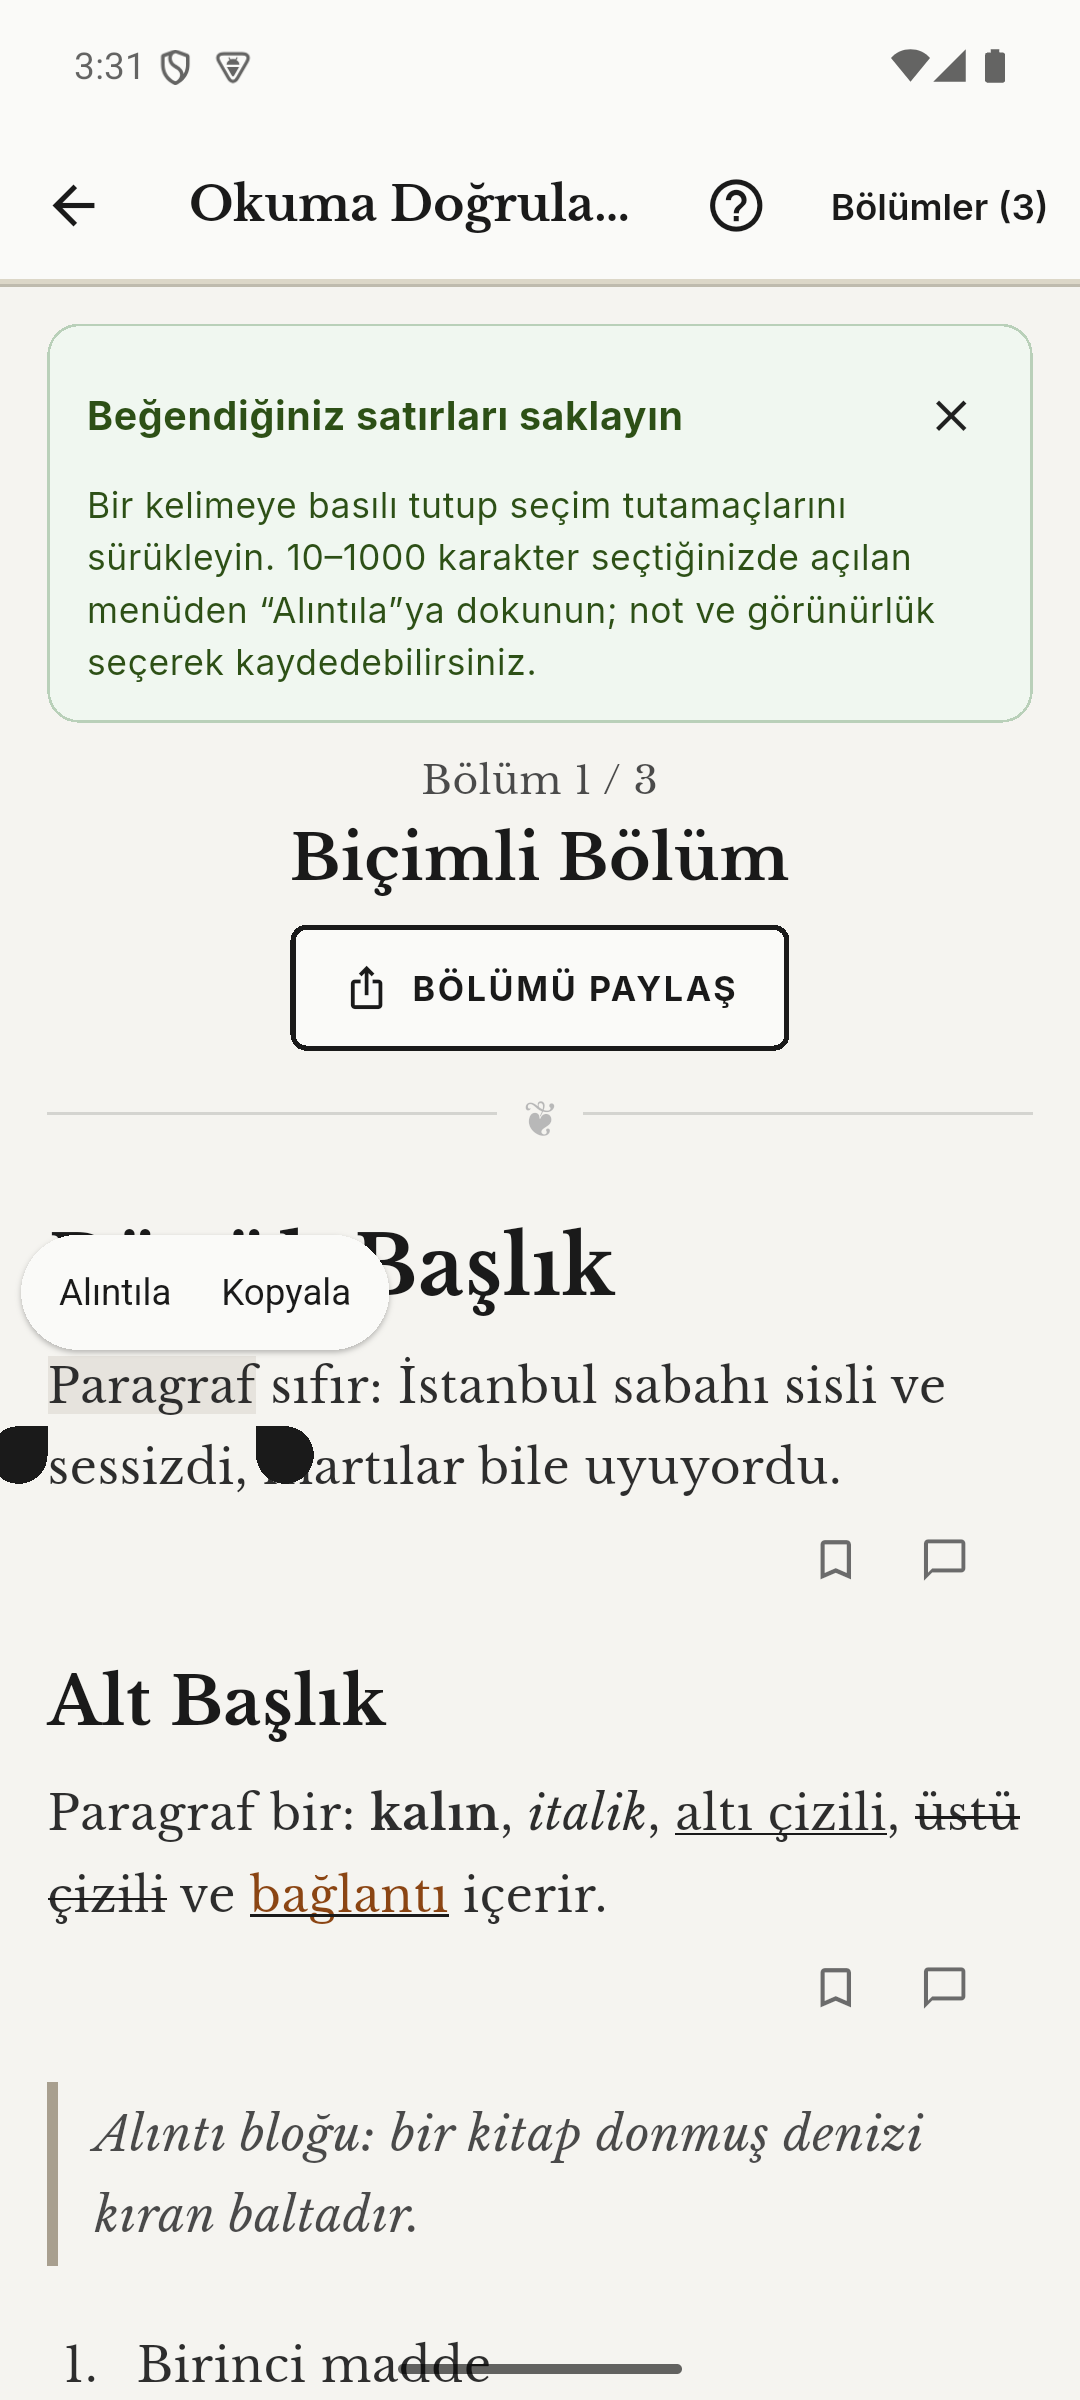 3:31
Okuma Doğrula...
Bölümler (3)
Beğendiğiniz satırları saklayın
Bir kelimeye basılı tutup seçim tutamaçlarını
sürükleyin. 10–1000 karakter seçtiğinizde açılan
menüden “Alıntıla”ya dokunun; not ve görünürlük
seçerek kaydedebilirsiniz.
Bölüm 1 / 3
Biçimli Bölüm
BÖLÜMÜ PAYLAŞ
Başlık
Alıntıla Kopyala
Paragraf sıfır: İstanbul sabahı sisli ve
sessizdi, martılar bile uyuyordu.
Alt Başlık
Paragraf bir: kalın, italik, altı çizili, üstü
çizili ve bağlantı içerir.
Alıntı bloğu: bir kitap donmuş denizi
kıran baltadır.
1. Birinci madde